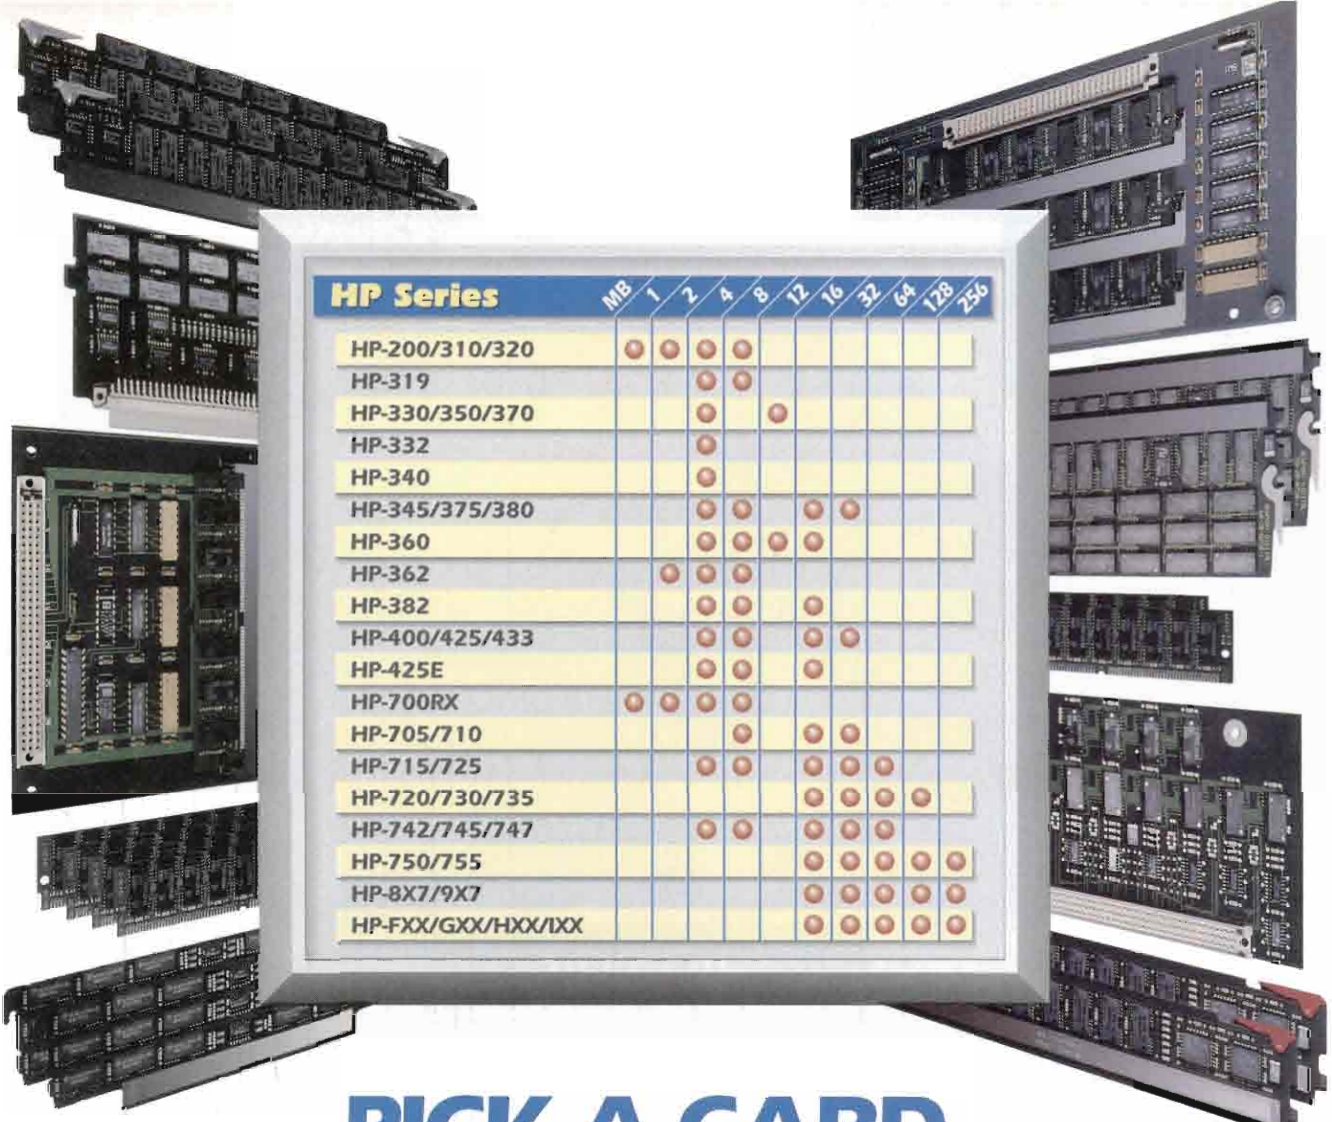 HP Series MB 1 2 4 8 12 16 32 64 128 256
HP-200/310/320
HP-319
HP-330/350/370
HP-332
HP-340
HP-345/375/380
HP-360
HP-362
HP-382
HP-400/425/433
HP-425E
HP-700RX
HP-705/710
HP-715/725
HP-720/730/735
HP-742/745/747
HP-750/755
HP-8X7/9X7
HP-FXX/GXX/HXX/IXX
PICK A CARD